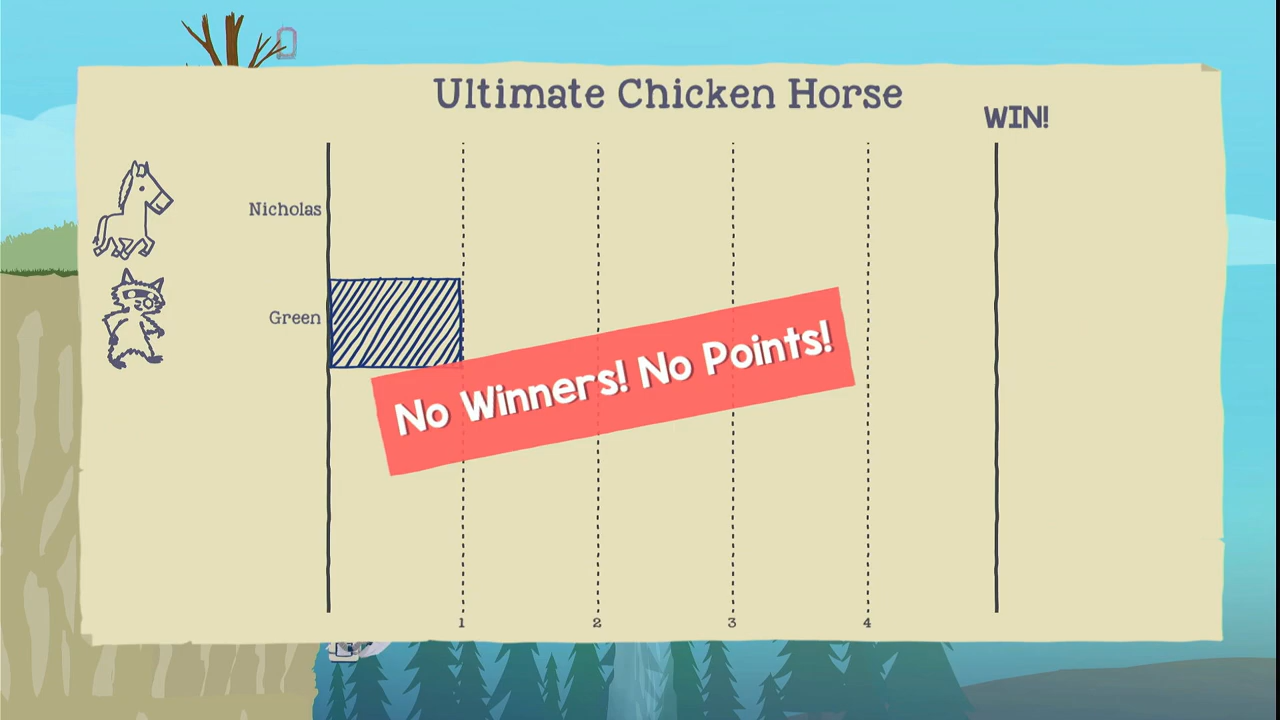 Ultimate Chicken Horse
WIN!
Nicholas
Green
No Winners! No Points!
1 2 3 4